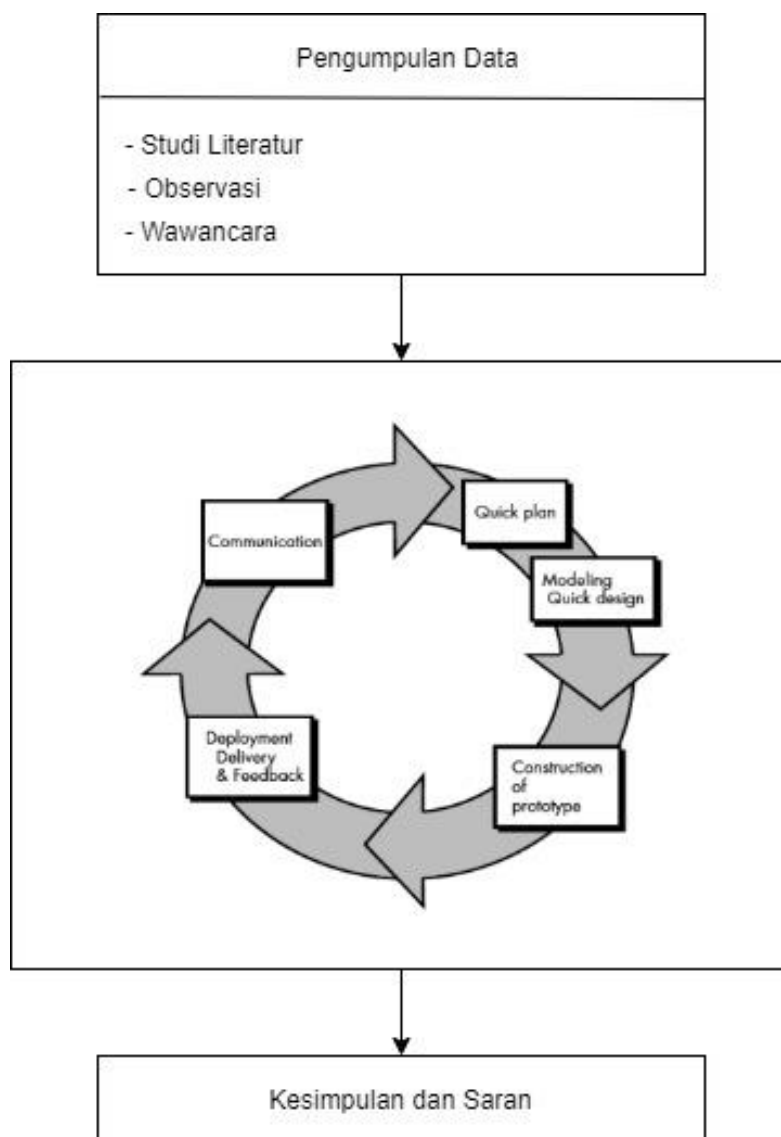 Pengumpulan Data
- Studi Literatur
- Observasi
- Wawancara
Communication
Quick plan
Modeling
Quick design
Construction
of
prototype
Deployment
Delivery
& Feedback
Kesimpulan dan Saran